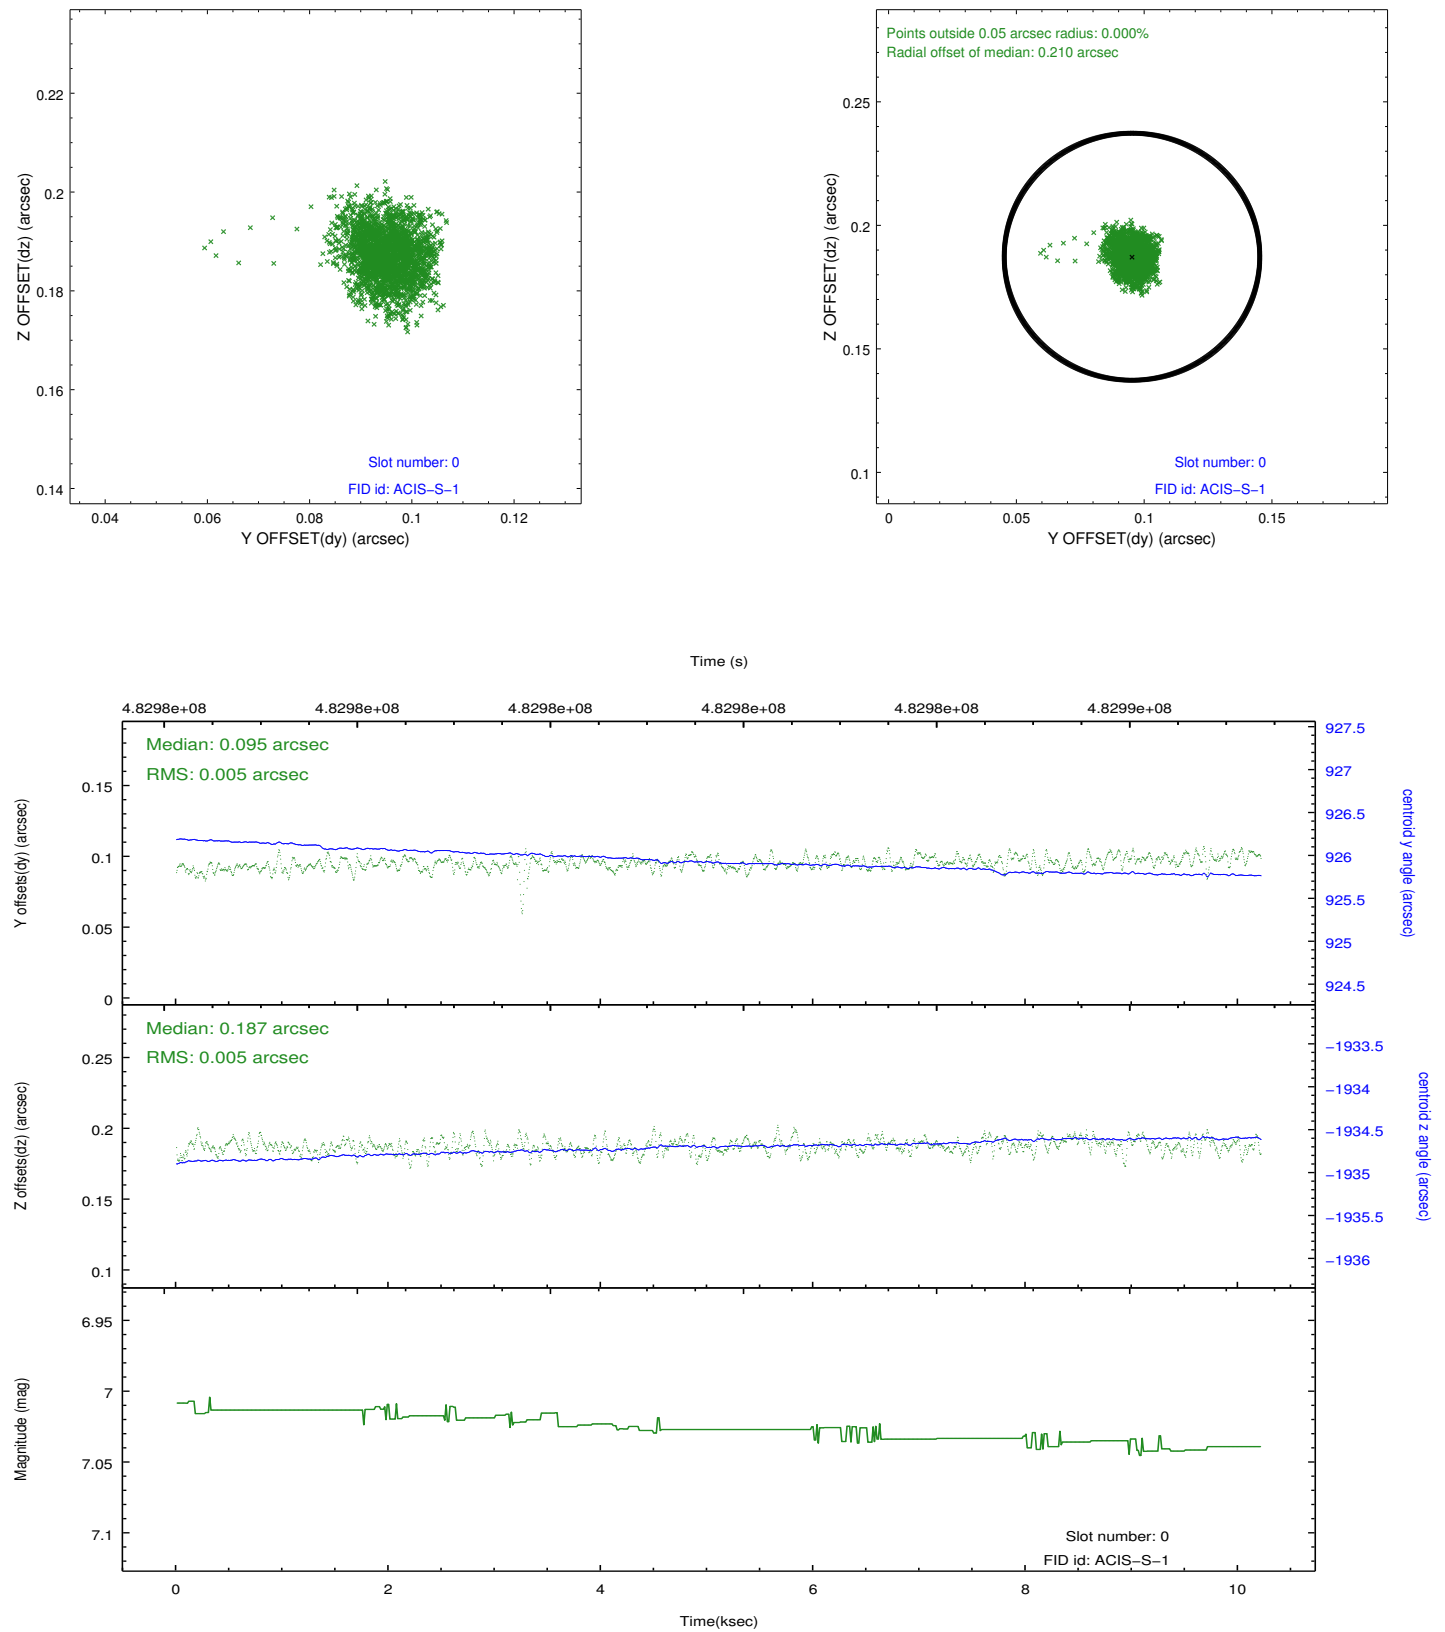 0.22
0.2
0.18
0.16
0.14
Z OFFSET(dz) (arcsec)
Slot number: 0
FID id: ACIS−S−1
0.04 0.06 0.08 0.1 0.12
Y OFFSET(dy) (arcsec)
Points outside 0.05 arcsec radius: 0.000%
Radial offset of median: 0.210 arcsec
0.25
0.2
0.15
0.1
Z OFFSET(dz) (arcsec)
Slot number: 0
FID id: ACIS−S−1
0 0.05 0.1 0.15
Y OFFSET(dy) (arcsec)
Time (s)
4.8298e+08 4.8298e+08 4.8298e+08 4.8298e+08 4.8298e+08 4.8299e+08
Median: 0.095 arcsec
RMS: 0.005 arcsec
0.15
0.1
0.05
0
Y offsets(dy) (arcsec)
927.5
927
926.5
926
925.5
925
924.5
centroid y angle (arcsec)
Median: 0.187 arcsec
RMS: 0.005 arcsec
0.25
0.2
0.15
0.1
Z offsets(dz) (arcsec)
−1933.5
−1934
−1934.5
−1935
−1935.5
−1936
centroid z angle (arcsec)
6.95
7
7.05
7.1
Magnitude (mag)
Slot number: 0
FID id: ACIS−S−1
0 2 4 6 8 10
Time(ksec)